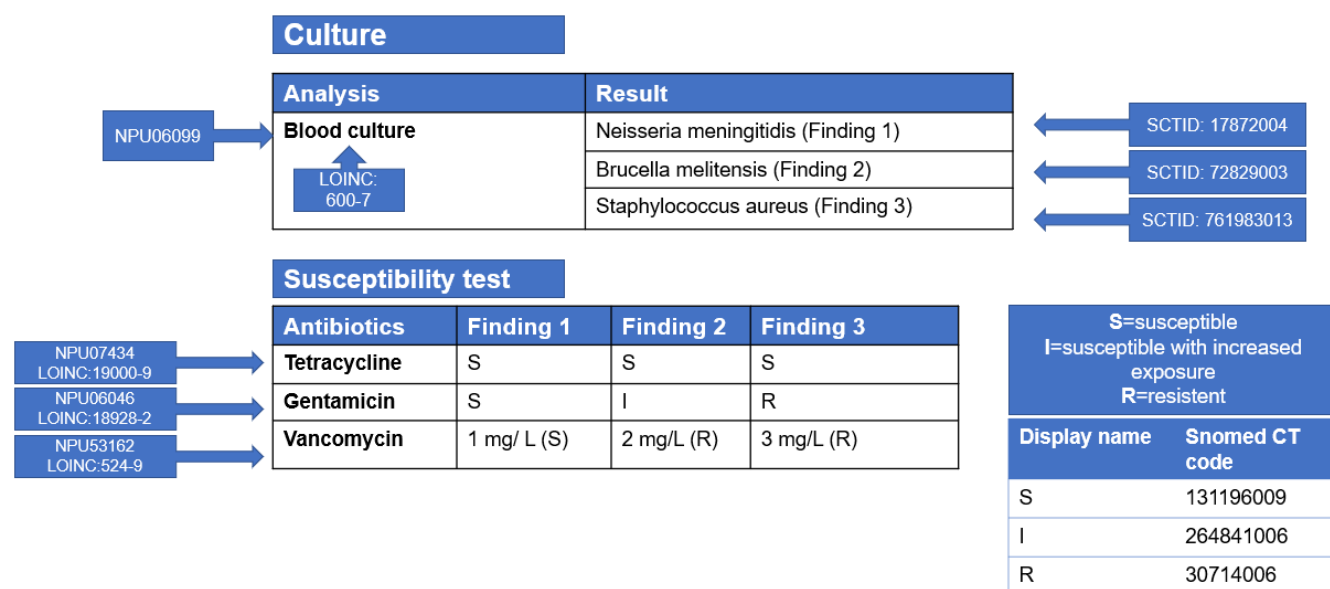 Culture
Analysis Result
NPU06099
Blood culture
LOINC:
600-7
Neisseria meningitidis (Finding 1)
SCTID: 17872004
Brucella melitensis (Finding 2)
SCTID: 72829003
Staphylococcus aureus (Finding 3)
SCTID: 761983013
Susceptibility test
Antibiotics Finding 1 Finding 2 Finding 3
NPU07434
LOINC:19000-9
Tetracycline S S S
NPU06046
LOINC:18928-2
Gentamicin S I R
NPU53162
LOINC:524-9
Vancomycin 1 mg/ L (S) 2 mg/L (R) 3 mg/L (R)
S=susceptible
I=susceptible with increased
exposure
R=resistent
Display name Snomed CT
code
S 131196009
I 264841006
R 30714006